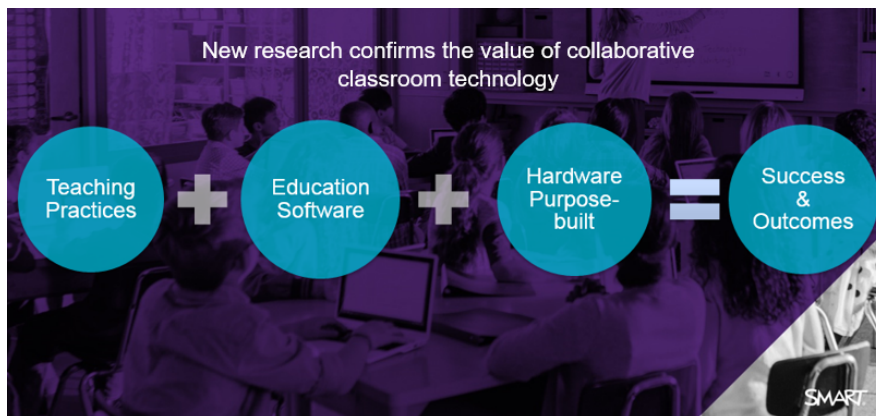 New research confirms the value of collaborative
classroom technology
Teaching
Practices
Education
Software
Hardware
Purpose-
built
Success
&
Outcomes
SMART